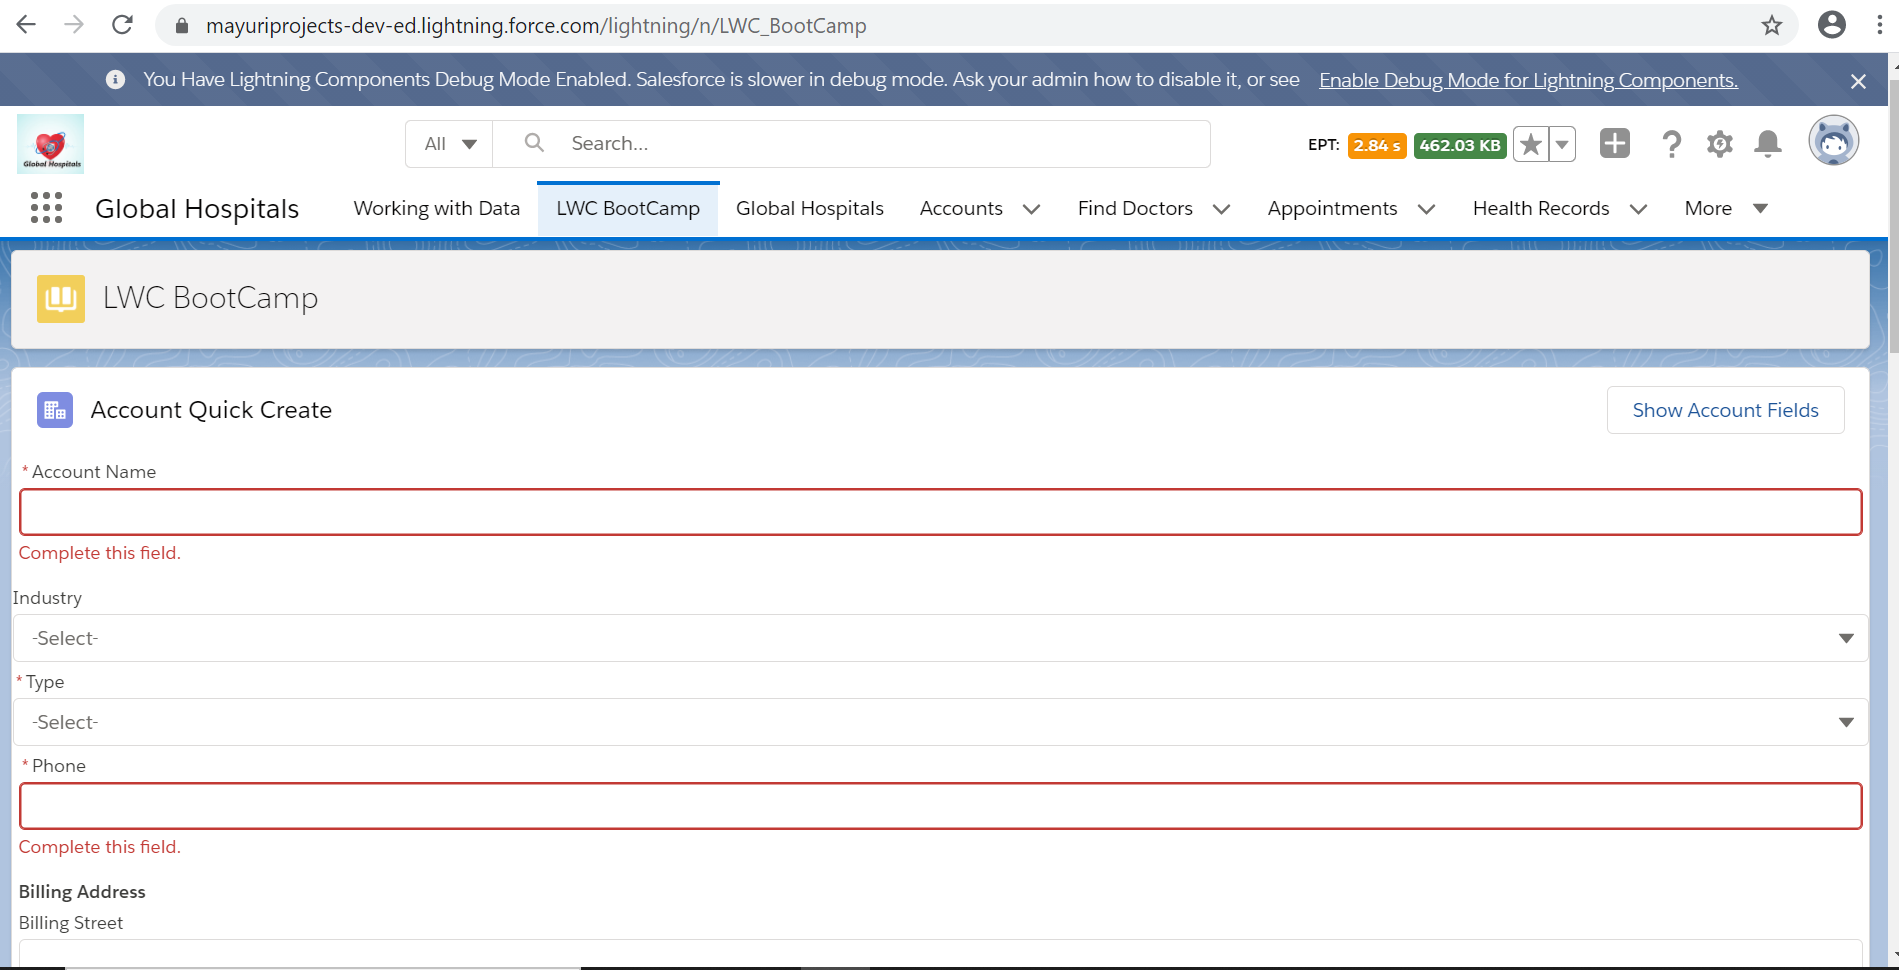 mayuriprojects-dev-ed.lightning.force.com/lightning/n/LWC_BootCamp
You Have Lightning Components Debug Mode Enabled. Salesforce is slower in debug mode. Ask your admin how to disable it, or see Enable Debug Mode for Lightning Components.
Global Hospitals
All
Search...
EPT: 2.84 s 462.03 KB
Global Hospitals
Working with Data
LWC BootCamp
Global Hospitals
Accounts
Find Doctors
Appointments
Health Records
More
LWC BootCamp
Account Quick Create
Show Account Fields
* Account Name
Complete this field.
Industry
-Select-
* Type
-Select-
* Phone
Complete this field.
Billing Address
Billing Street